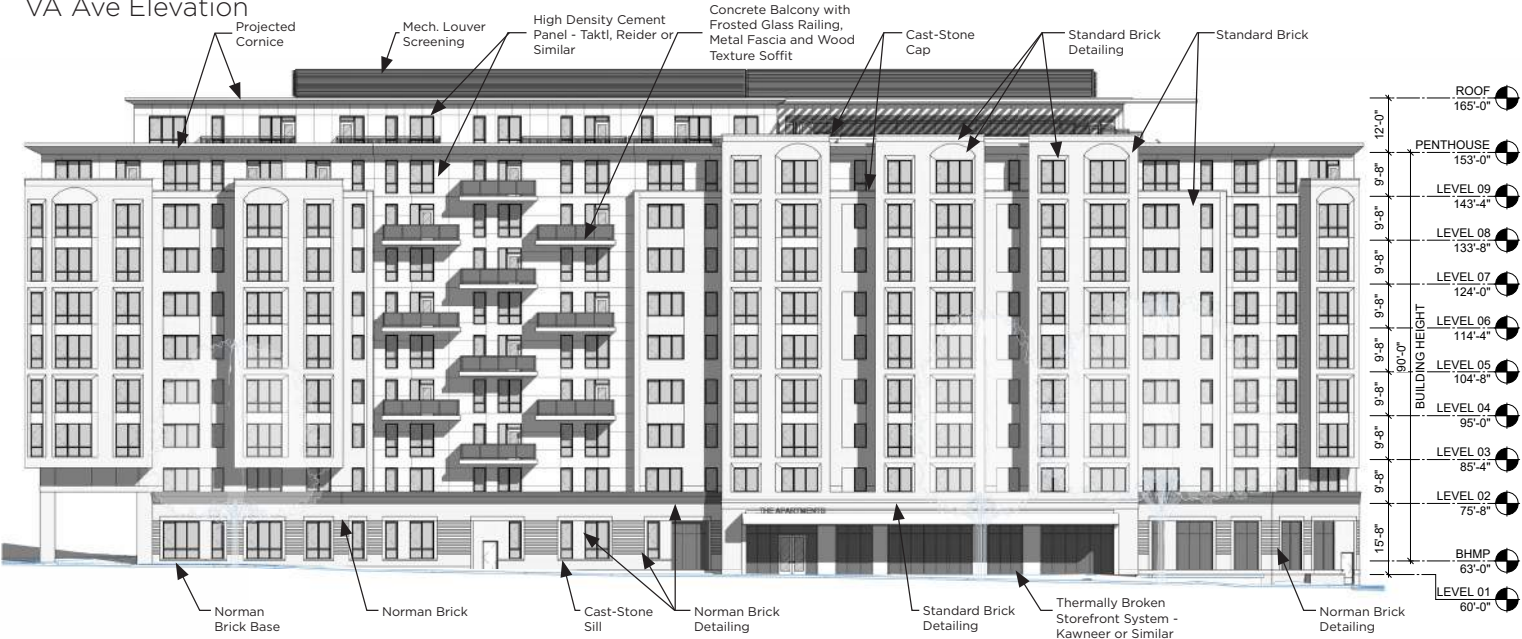 VA Ave Elevation
Projected
Cornice
Mech. Louver
Screening
High Density Cement
Panel - Taktl, Reider or
Similar
Concrete Balcony with
Frosted Glass Railing,
Metal Fascia and Wood
Texture Soffit
Cast-Stone
Cap
Standard Brick
Detailing
Standard Brick
ROOF
165'-0"
12'-0"
PENTHOUSE
153'-0"
9'-8"
LEVEL 09
143'-4"
9'-8"
LEVEL 08
133'-8"
9'-8"
LEVEL 07
124'-0"
9'-8"
LEVEL 06
114'-4"
9'-8"
LEVEL 05
104'-8"
9'-8"
LEVEL 04
95'-0"
9'-8"
LEVEL 03
85'-4"
9'-8"
LEVEL 02
75'-8"
15'-8"
BHMP
63'-0"
LEVEL 01
60'-0"
90'-0"
BUILDING HEIGHT
THE APARTMENTS
Norman
Brick Base
Norman Brick
Cast-Stone
Sill
Norman Brick
Detailing
Standard Brick
Detailing
Thermally Broken
Storefront System -
Kawneer or Similar
Norman Brick
Detailing